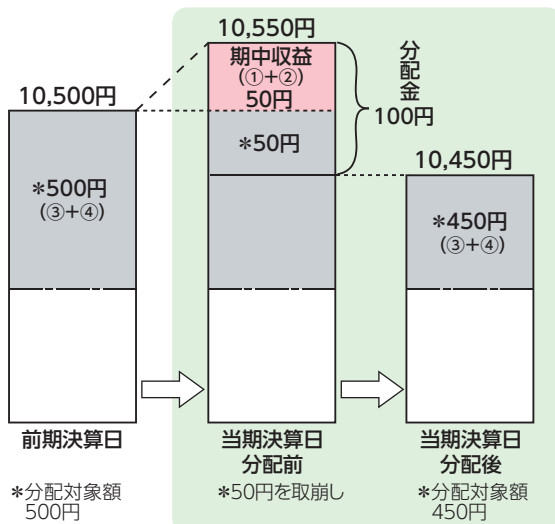 10,550円
期中収益
(①+②)
50円
分配金
100円
10,500円
*50円
10,450円
*500円
(③+④)
*450円
(③+④)
前期決算日
当期決算日
分配前
当期決算日
分配後
*分配対象額
500円
*50円を取崩し
*分配対象額
450円